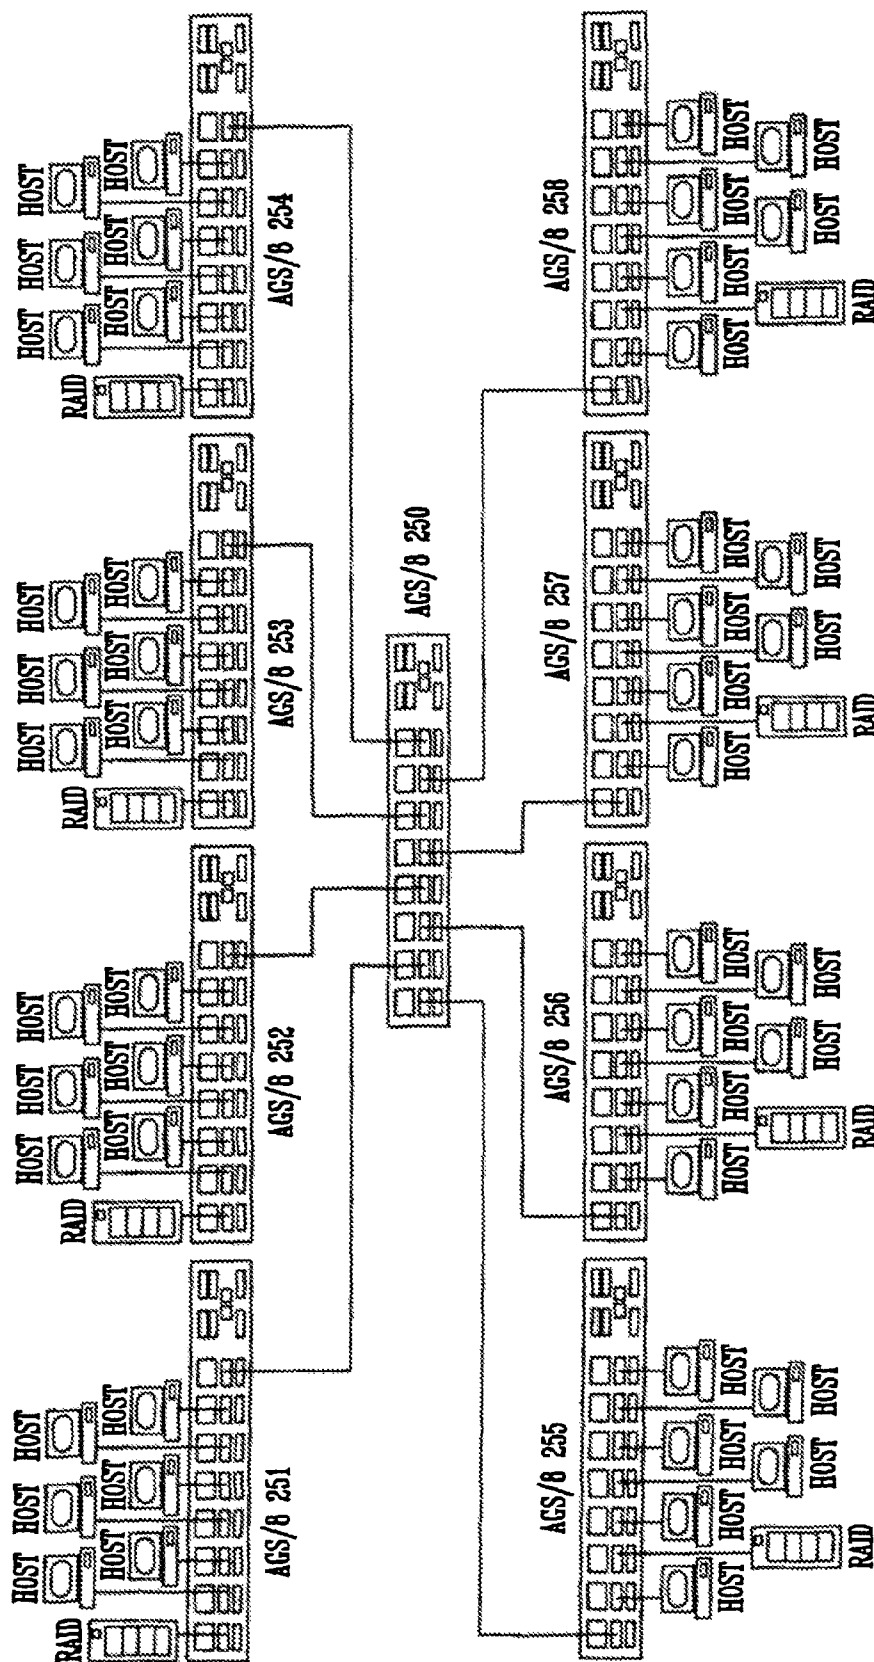 HOST HOST HOST HOST HOST HOST HOST HOST HOST HOST HOST HOST
RAID RAID RAID RAID
HOST HOST HOST HOST HOST HOST HOST HOST HOST HOST HOST HOST
AGS/8 251 AGS/8 252 AGS/8 253 AGS/8 254
AGS/8 250
AGS/8 255 AGS/8 256 AGS/8 257 AGS/8 258
HOST HOST HOST HOST HOST HOST HOST HOST HOST HOST HOST HOST HOST HOST HOST HOST
HOST HOST HOST HOST HOST HOST HOST HOST
RAID RAID RAID RAID